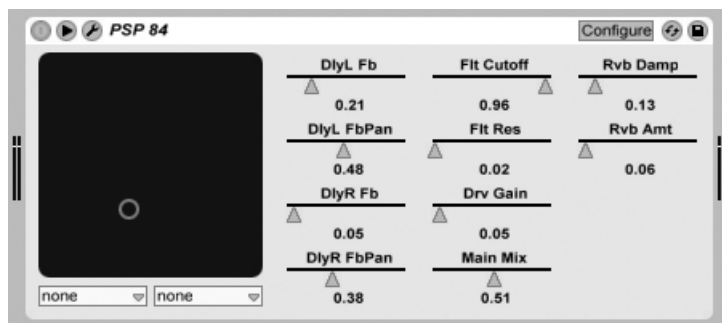 PSP 84 Configure
DlyL Fb Flt Cutoff Rvb Damp
0.21 0.96 0.13
DlyL FbPan Flt Res Rvb Amt
0.48 0.02 0.06
DlyR Fb Drv Gain
0.05 0.05
DlyR FbPan Main Mix
0.38 0.51
none none